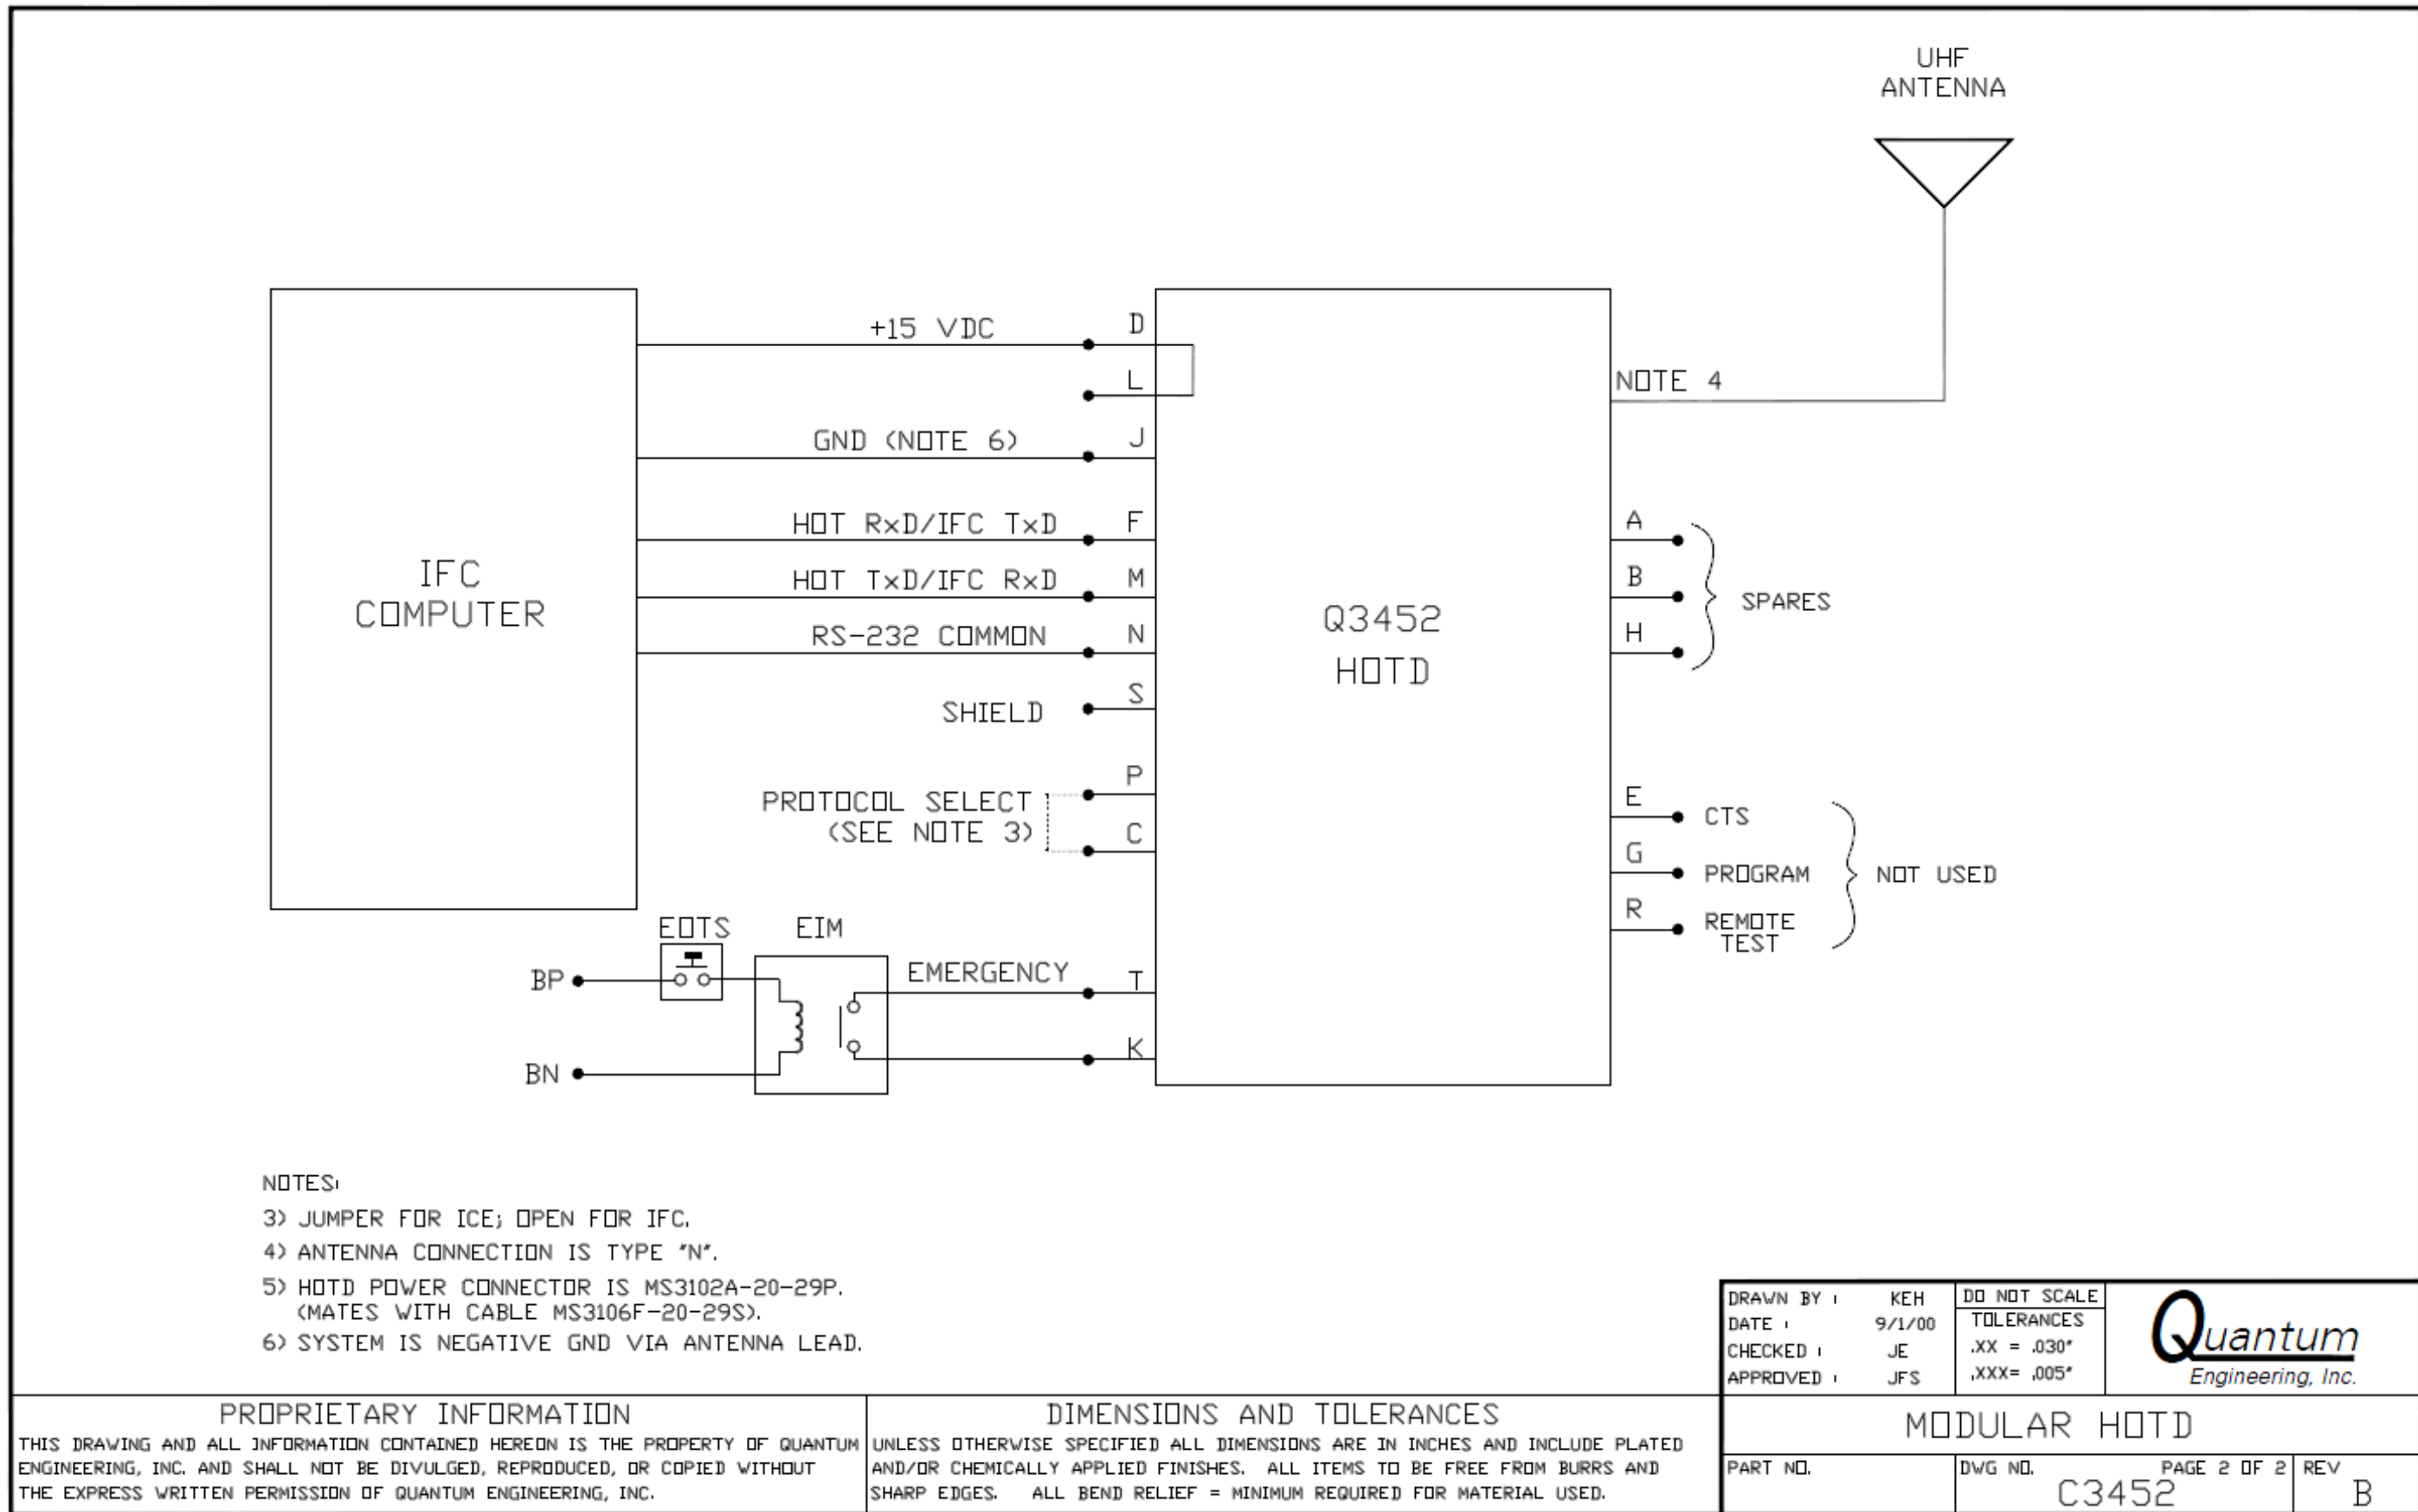 UHF
ANTENNA
+15 VDC
D
L
NOTE 4
GND (NOTE 6)
J
HOT RxD/IFC TxD
F
A
HOT TxD/IFC RxD
M
B
SPARES
RS-232 COMMON
N
H
IFC
COMPUTER
Q3452
HOTD
SHIELD
S
PROTOCOL SELECT
(SEE NOTE 3)
P
C
E
CTS
G
PROGRAM
NOT USED
R
REMOTE
TEST
EOTS
EIM
BP
EMERGENCY
T
K
BN
NOTES:
3) JUMPER FOR ICE; OPEN FOR IFC.
4) ANTENNA CONNECTION IS TYPE "N".
5) HOTD POWER CONNECTOR IS MS3102A-20-29P.
(MATES WITH CABLE MS3106F-20-29S).
6) SYSTEM IS NEGATIVE GND VIA ANTENNA LEAD.
DRAWN BY : KEH
DATE : 9/1/00
CHECKED : JE
APPROVED : JFS
DO NOT SCALE
TOLERANCES
.XX = .030"
.XXX= .005"
Quantum
Engineering, Inc.
PROPRIETARY INFORMATION
THIS DRAWING AND ALL INFORMATION CONTAINED HEREON IS THE PROPERTY OF QUANTUM
ENGINEERING, INC. AND SHALL NOT BE DIVULGED, REPRODUCED, OR COPIED WITHOUT
THE EXPRESS WRITTEN PERMISSION OF QUANTUM ENGINEERING, INC.
DIMENSIONS AND TOLERANCES
UNLESS OTHERWISE SPECIFIED ALL DIMENSIONS ARE IN INCHES AND INCLUDE PLATED
AND/OR CHEMICALLY APPLIED FINISHES. ALL ITEMS TO BE FREE FROM BURRS AND
SHARP EDGES. ALL BEND RELIEF = MINIMUM REQUIRED FOR MATERIAL USED.
MODULAR HOTD
PART NO.
DWG NO. PAGE 2 OF 2
C3452
REV
B